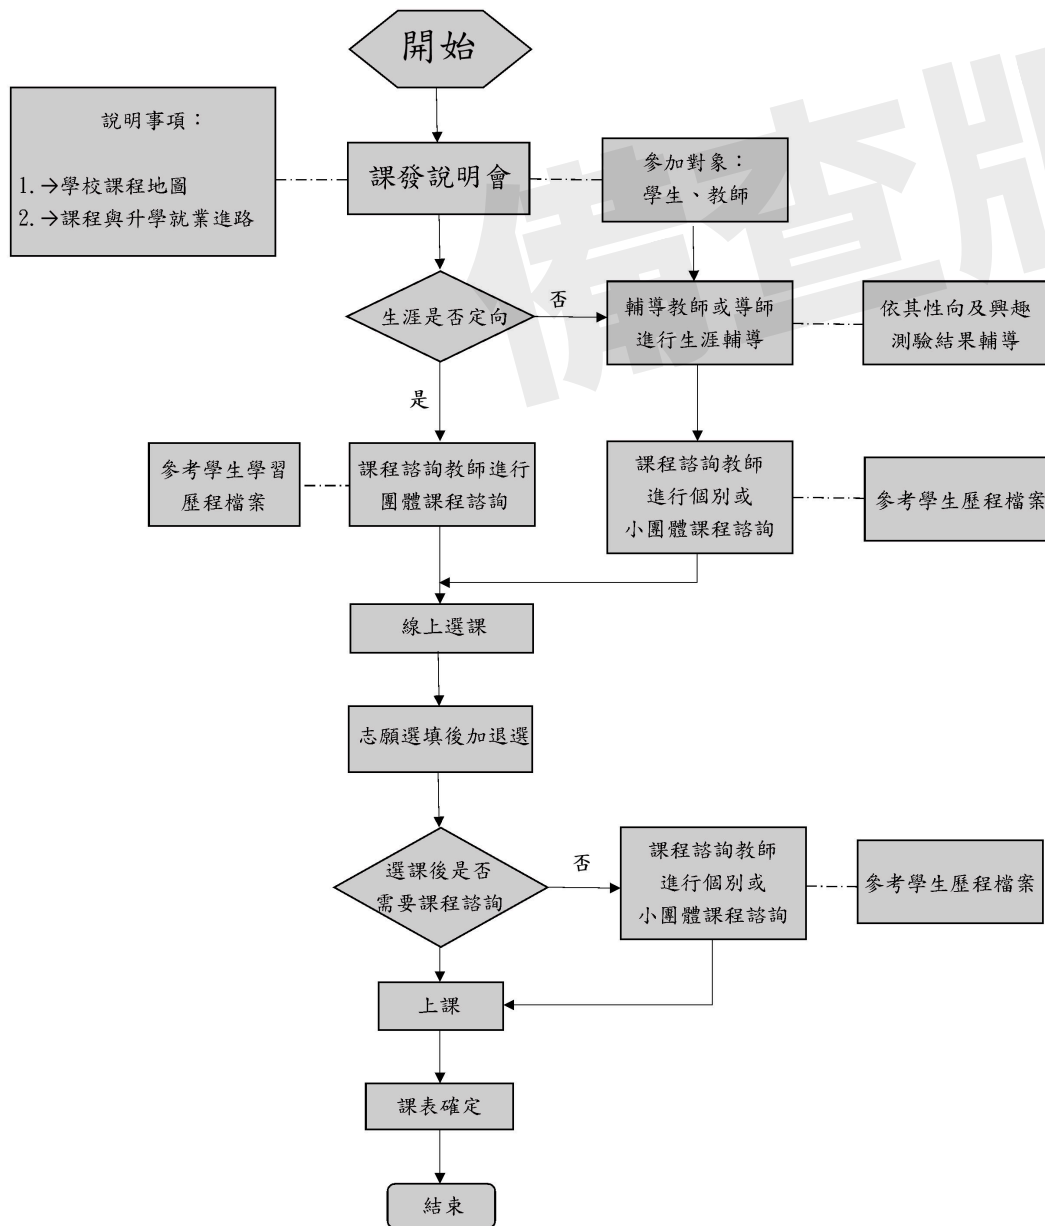 開始
說明事項：
1.→學校課程地圖
2.→課程與升學就業進路
課發說明會
參加對象：
學生、教師
生涯是否定向
否
輔導教師或導師
進行生涯輔導
依其性向及興趣
測驗結果輔導
是
參考學生學習
歷程檔案
課程諮詢教師進行
團體課程諮詢
課程諮詢教師
進行個別或
小團體課程諮詢
參考學生歷程檔案
線上選課
志願選填後加退選
選課後是否
需要課程諮詢
否
課程諮詢教師
進行個別或
小團體課程諮詢
參考學生歷程檔案
上課
課表確定
結束
備查版